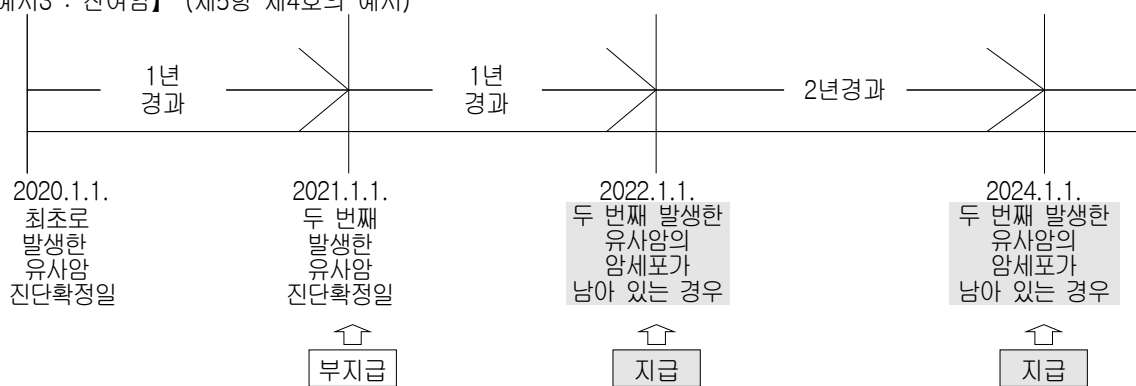 예시3 : 잔여암】 (제5항 제4호의 예시)
1년
경과
1년
경과
2년경과
2020.1.1.
최초로
발생한
유사암
진단확정일
2021.1.1.
두 번째
발생한
유사암
진단확정일
2022.1.1.
두 번째 발생한
유사암의
암세포가
남아 있는 경우
2024.1.1.
두 번째 발생한
유사암의
암세포가
남아 있는 경우
부지급
지급
지급